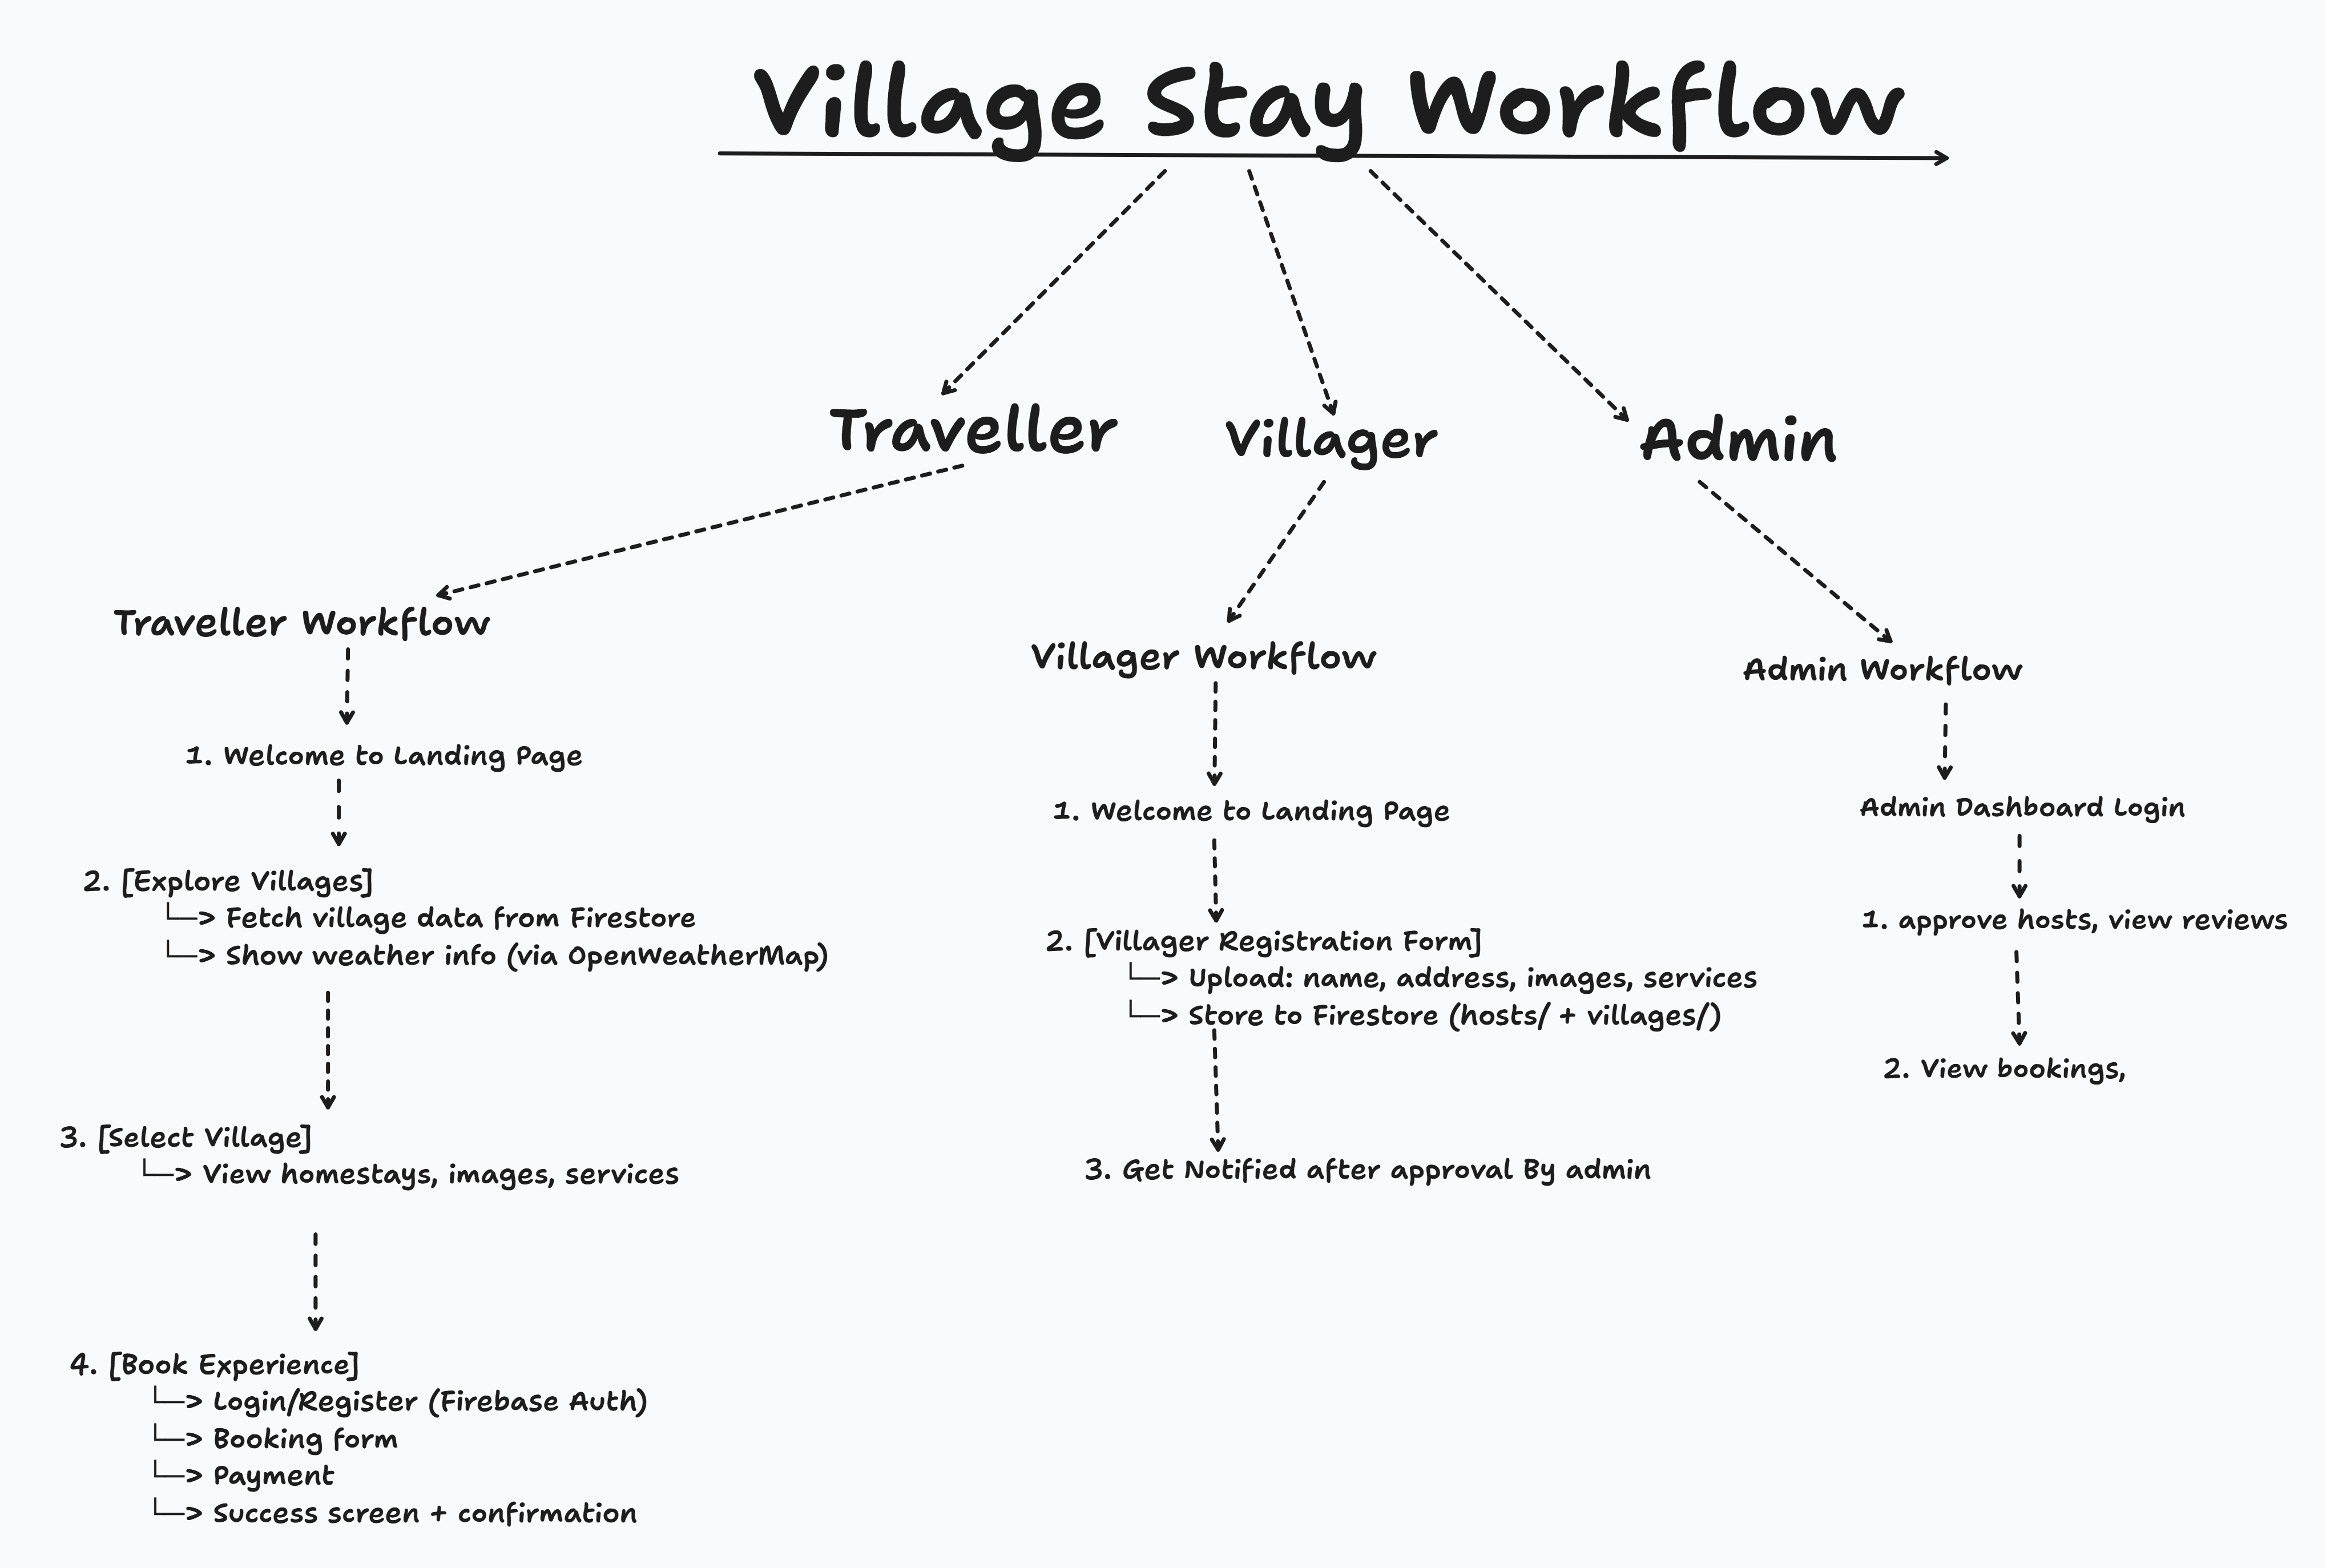 Village Stay Workflow
Traveller
Villager
Admin
Traveller Workflow
1. Welcome to Landing Page
2. [Explore Villages]
└─> Fetch village data from Firestore
└─> Show weather info (via OpenWeatherMap)
3. [Select Village]
└─> View homestays, images, services
4. [Book Experience]
└─> Login/Register (Firebase Auth)
└─> Booking form
└─> Payment
└─> Success screen + confirmation
Villager Workflow
1. Welcome to Landing Page
2. [Villager Registration Form]
└─> Upload: name, address, images, services
└─> Store to Firestore (hosts/ + villages/)
3. Get Notified after approval By admin
Admin Workflow
Admin Dashboard Login
1. approve hosts, view reviews
2. View bookings,